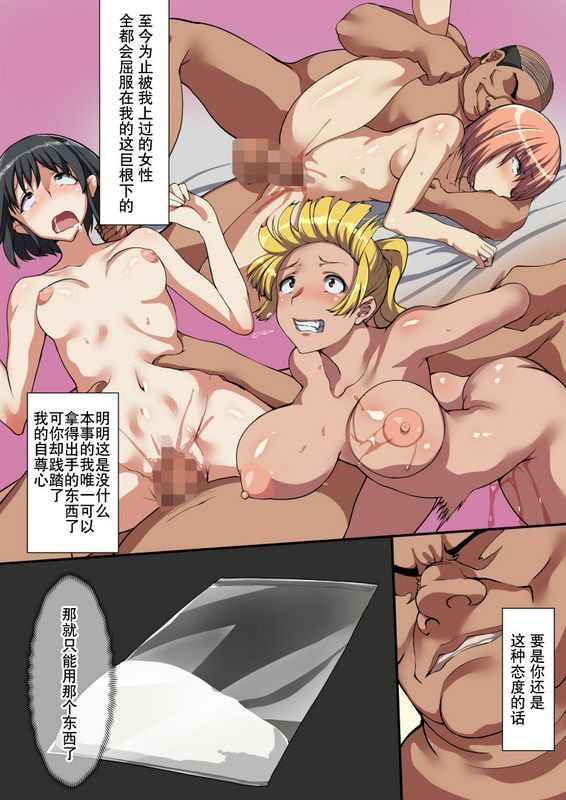 至今为止被我上过的女性
全都会屈服在我的这巨根下的
明明这是没什么
本事的我唯一可以
拿得出手的东西了
可你却践踏了
我的自尊心
要是你还是
这种态度的话
那就只能用那个东西了